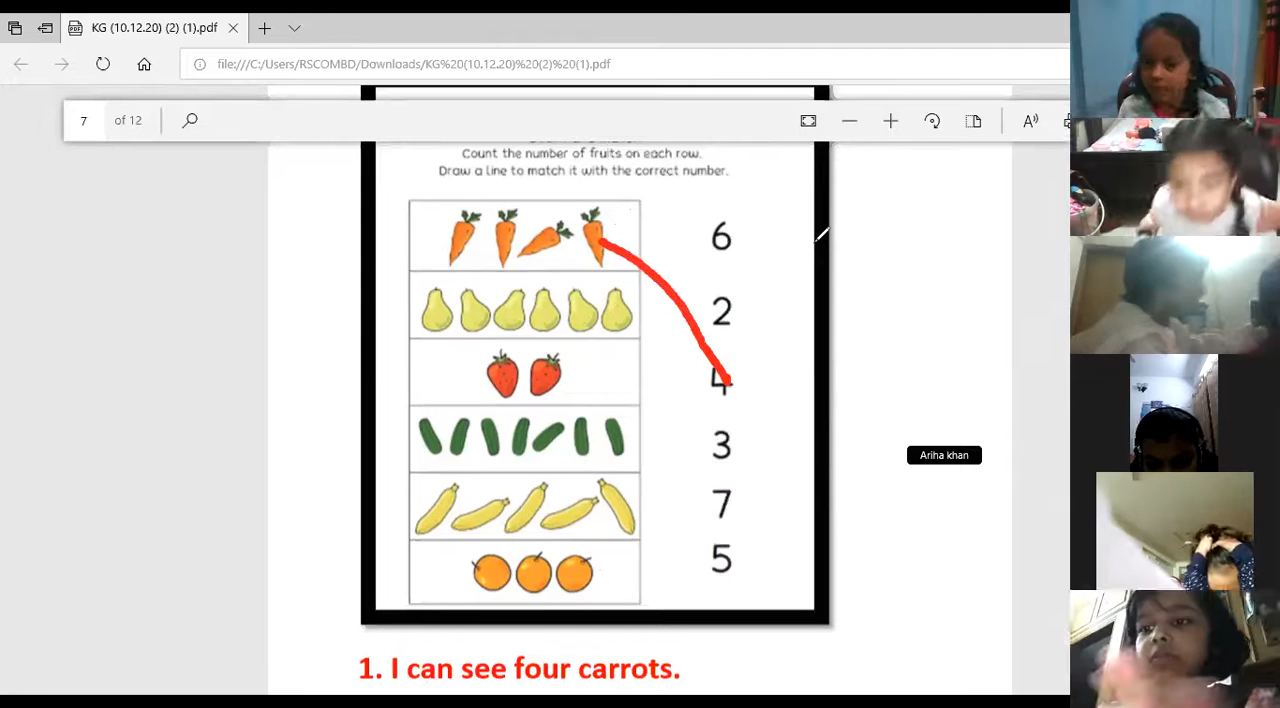 KG (10.12.20) (2) (1).pdf
file:///C:/Users/RSCOMBD/Downloads/KG%20(10.12.20)%20(2)%20(1).pdf
7 of 12
Count the number of fruits on each row.
Draw a line to match it with the correct number.
6
2
4
3
7
5
Ariha khan
1. I can see four carrots.